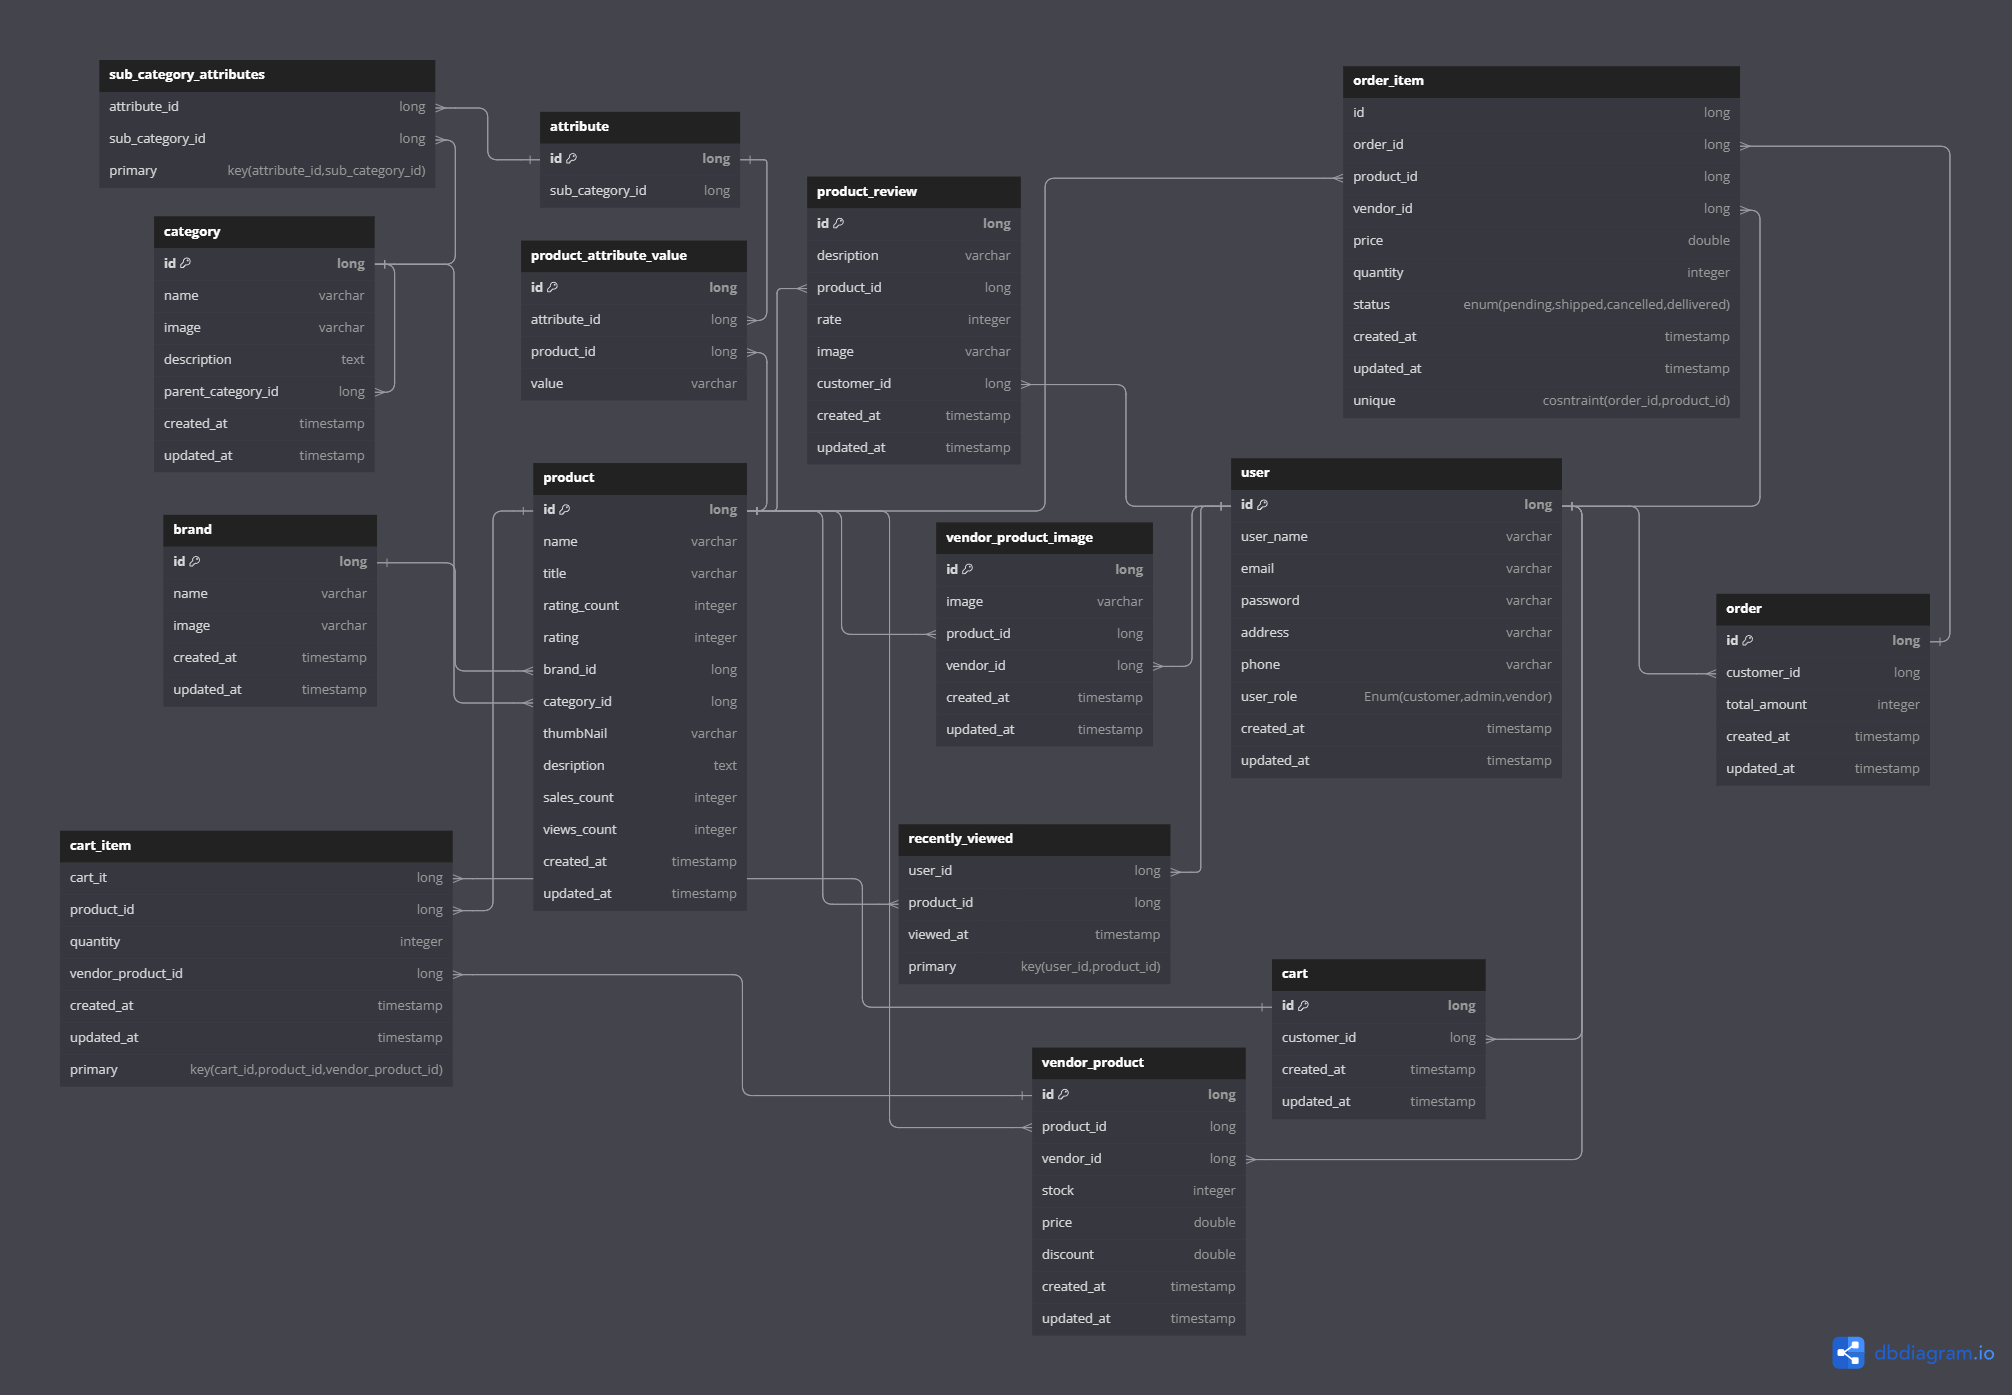 sub_category_attributes
attribute_id long
sub_category_id long
primary key(attribute_id,sub_category_id)
attribute
id long
sub_category_id long
category
id long
name varchar
image varchar
description text
parent_category_id long
created_at timestamp
updated_at timestamp
product_attribute_value
id long
attribute_id long
product_id long
value varchar
product_review
id long
desription varchar
product_id long
rate integer
image varchar
customer_id long
created_at timestamp
updated_at timestamp
order_item
id long
order_id long
product_id long
vendor_id long
price double
quantity integer
status enum(pending,shipped,cancelled,dellivered)
created_at timestamp
updated_at timestamp
unique cosntraint(order_id,product_id)
brand
id long
name varchar
image varchar
created_at timestamp
updated_at timestamp
product
id long
name varchar
title varchar
rating_count integer
rating integer
brand_id long
category_id long
thumbNail varchar
desription text
sales_count integer
views_count integer
created_at timestamp
updated_at timestamp
vendor_product_image
id long
image varchar
product_id long
vendor_id long
created_at timestamp
updated_at timestamp
user
id long
user_name varchar
email varchar
password varchar
address varchar
phone varchar
user_role Enum(customer,admin,vendor)
created_at timestamp
updated_at timestamp
order
id long
customer_id long
total_amount integer
created_at timestamp
updated_at timestamp
cart_item
cart_it long
product_id long
quantity integer
vendor_product_id long
created_at timestamp
updated_at timestamp
primary key(cart_id,product_id,vendor_product_id)
recently_viewed
user_id long
product_id long
viewed_at timestamp
primary key(user_id,product_id)
cart
id long
customer_id long
created_at timestamp
updated_at timestamp
vendor_product
id long
product_id long
vendor_id long
stock integer
price double
discount double
created_at timestamp
updated_at timestamp
dbdiagram.io